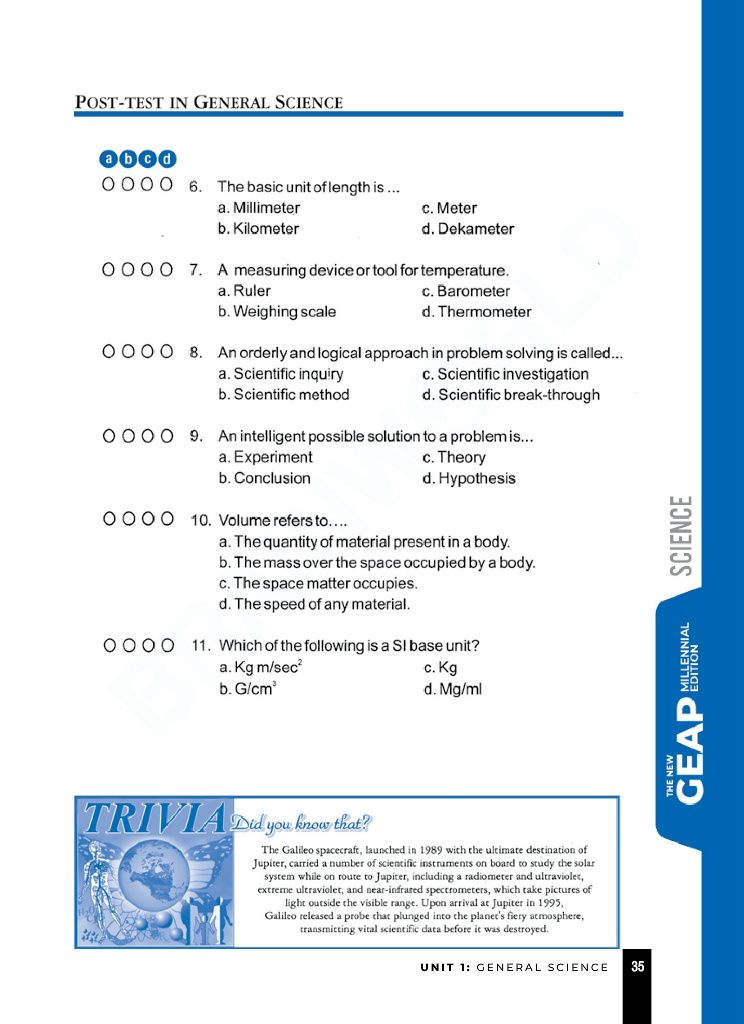 POST-TEST IN GENERAL SCIENCE
a b c d
O O O O 6. The basic unit of length is ...
a. Millimeter c. Meter
b. Kilometer d. Dekameter
O O O O 7. A measuring device or tool for temperature.
a. Ruler c. Barometer
b. Weighing scale d. Thermometer
O O O O 8. An orderly and logical approach in problem solving is called...
a. Scientific inquiry c. Scientific investigation
b. Scientific method d. Scientific break-through
O O O O 9. An intelligent possible solution to a problem is...
a. Experiment c. Theory
b. Conclusion d. Hypothesis
O O O O 10. Volume refers to....
a. The quantity of material present in a body.
b. The mass over the space occupied by a body.
c. The space matter occupies.
d. The speed of any material.
O O O O 11. Which of the following is a SI base unit?
a. Kg m/sec² c. Kg
b. G/cm³ d. Mg/ml
SCIENCE
THE NEW
GEAP
MILLENNIAL
EDITION
TRIVIA
Did you know that?
The Galileo spacecraft, launched in 1989 with the ultimate destination of
Jupiter, carried a number of scientific instruments on board to study the solar
system while on route to Jupiter, including a radiometer and ultraviolet,
extreme ultraviolet, and near-infrared spectrometers, which take pictures of
light outside the visible range. Upon arrival at Jupiter in 1995,
Galileo released a probe that plunged into the planet's fiery atmosphere,
transmitting vital scientific data before it was destroyed.
UNIT 1: GENERAL SCIENCE 35